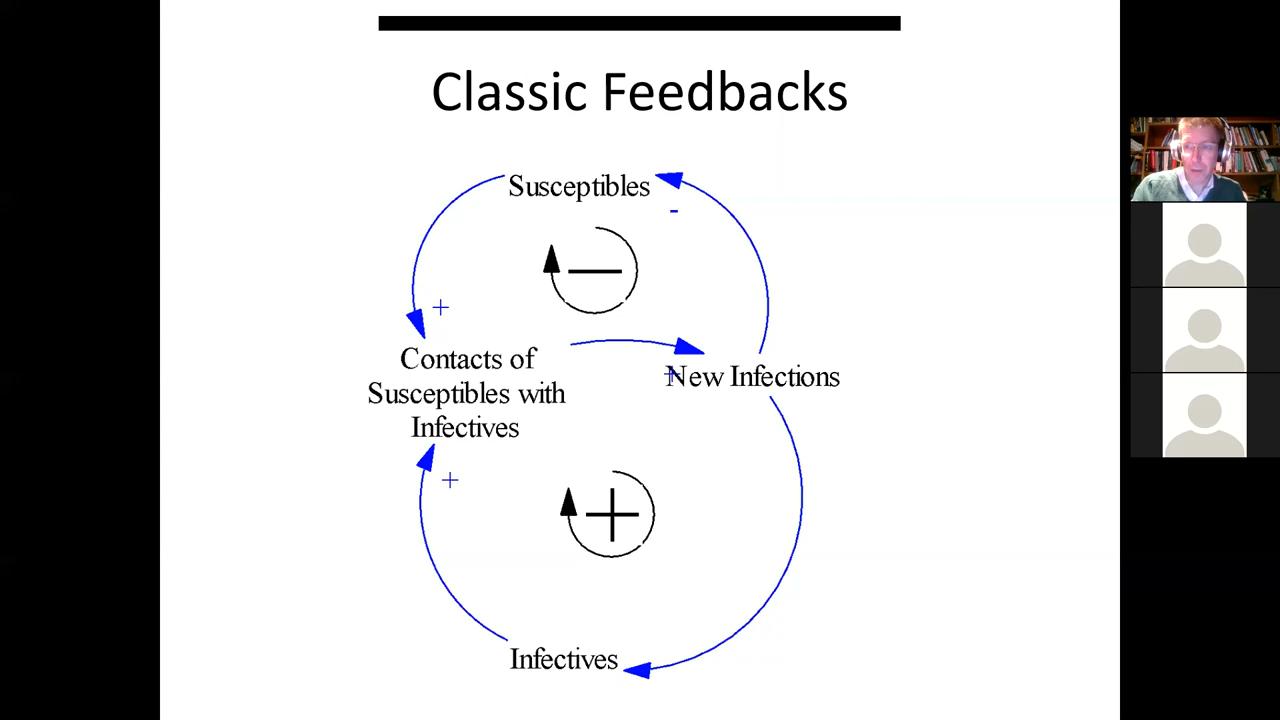 Classic Feedbacks
Susceptibles
-
—
+
Contacts of
Susceptibles with
Infectives
+
New Infections
+
+
Infectives